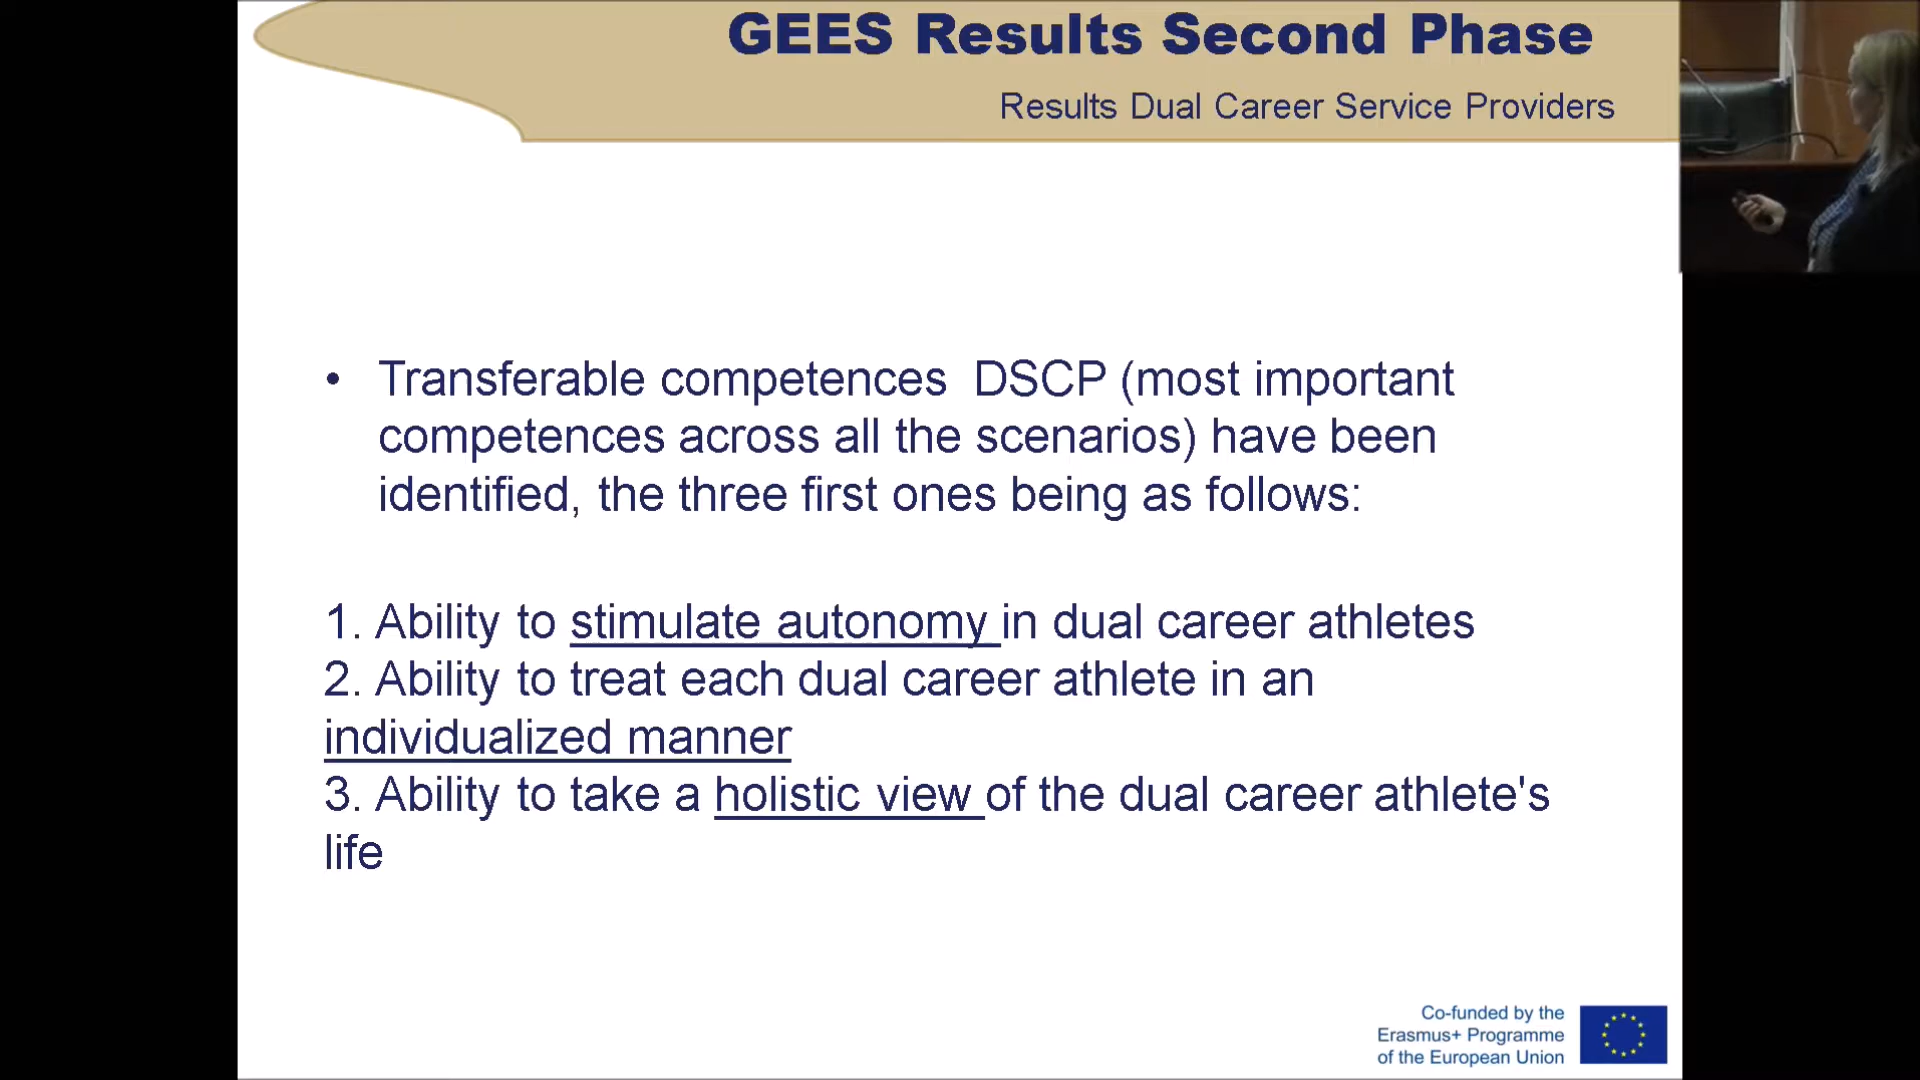 GEES Results Second Phase
Results Dual Career Service Providers
• Transferable competences DSCP (most important
competences across all the scenarios) have been
identified, the three first ones being as follows:
1. Ability to stimulate autonomy in dual career athletes
2. Ability to treat each dual career athlete in an
individualized manner
3. Ability to take a holistic view of the dual career athlete's
life
Co-funded by the
Erasmus+ Programme
of the European Union